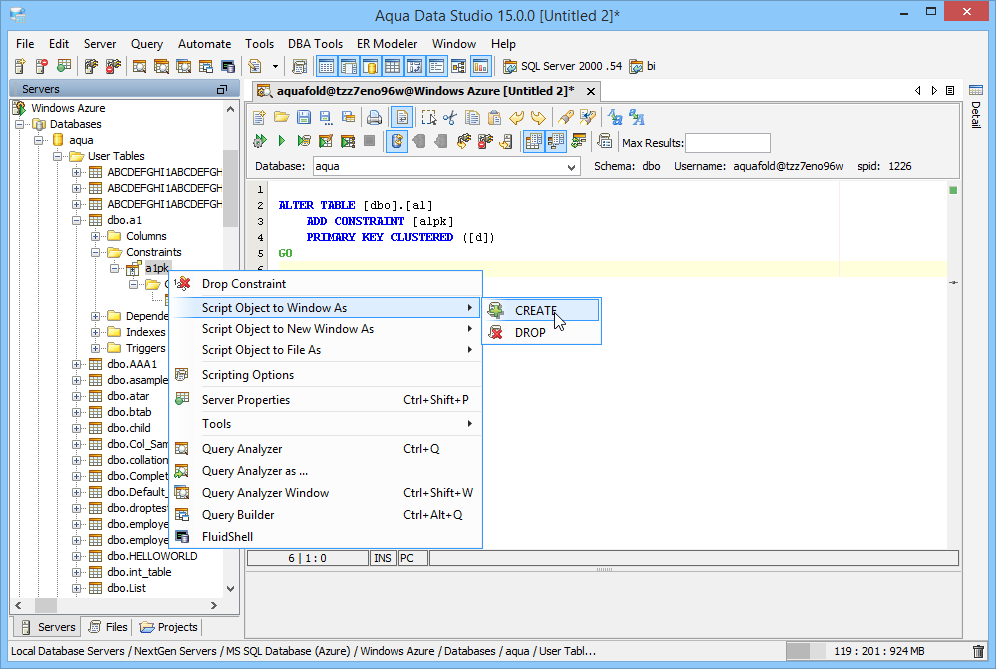 Aqua Data Studio 15.0.0 [Untitled 2]*
File Edit Server Query Automate Tools DBA Tools ER Modeler Window Help
SQL Server 2000 .54 bi
Servers
aquafold@tzz7eno96w@Windows Azure [Untitled 2]*
Detail
Max Results:
Database: aqua Schema: dbo Username: aquafold@tzz7eno96w spid: 1226
Windows Azure
Databases
aqua
User Tables
ABCDEFGHI1ABCDEFGH
ABCDEFGHI1ABCDEFGH
ABCDEFGHI1ABCDEFGH
dbo.a1
Columns
Constraints
a1pk
C
Depende
Indexes
Triggers
dbo.AAA1
dbo.asample
dbo.atar
dbo.btab
dbo.child
dbo.Col_Sam
dbo.collation
dbo.Complet
dbo.Default_
dbo.droptest
dbo.employe
dbo.employe
dbo.HELLOWORLD
dbo.int_table
dbo.List
1
2 ALTER TABLE [dbo].[a1]
3 ADD CONSTRAINT [a1pk]
4 PRIMARY KEY CLUSTERED ([d])
5 GO
6
Drop Constraint
Script Object to Window As
Script Object to New Window As
Script Object to File As
Scripting Options
Server Properties Ctrl+Shift+P
Tools
Query Analyzer Ctrl+Q
Query Analyzer as ...
Query Analyzer Window Ctrl+Shift+W
Query Builder Ctrl+Alt+Q
FluidShell
CREATE
DROP
6 | 1 : 0 INS PC
Servers Files Projects
Local Database Servers / NextGen Servers / MS SQL Database (Azure) / Windows Azure / Databases / aqua / User Tabl...
119 : 201 : 924 MB